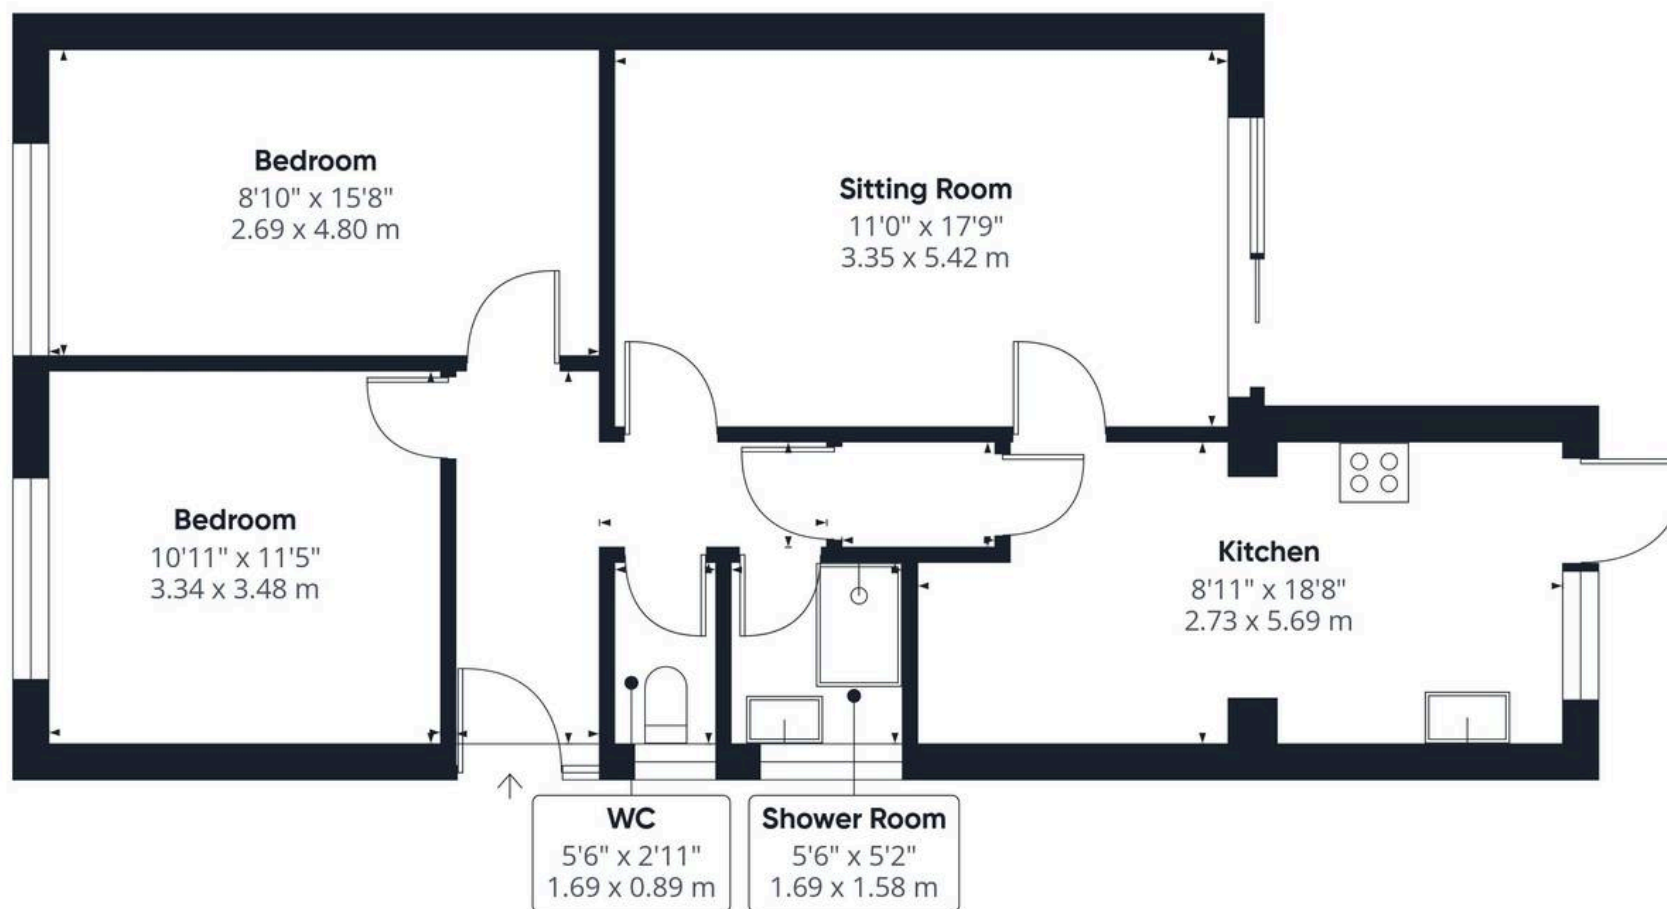 Bedroom
8'10" x 15'8"
2.69 x 4.80 m
Sitting Room
11'0" x 17'9"
3.35 x 5.42 m
Bedroom
10'11" x 11'5"
3.34 x 3.48 m
Kitchen
8'11" x 18'8"
2.73 x 5.69 m
WC
5'6" x 2'11"
1.69 x 0.89 m
Shower Room
5'6" x 5'2"
1.69 x 1.58 m